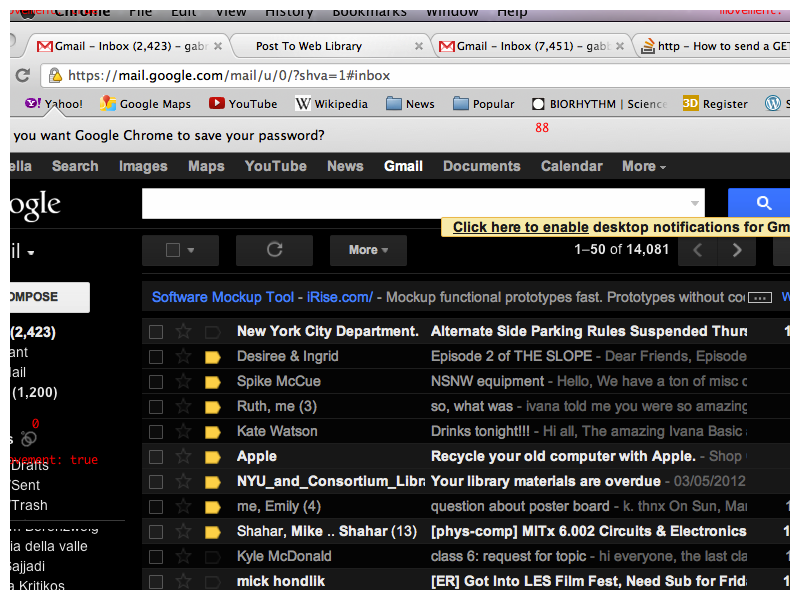 Chrome File Edit View History Bookmarks Window Help
movement:
Gmail – Inbox (2,423) – gabr
Post To Web Library
Gmail – Inbox (7,451) – gabb
http – How to send a GET
https://mail.google.com/mail/u/0/?shva=1#inbox
Yahoo! Google Maps YouTube Wikipedia News Popular BIORHYTHM | Science 3D Register
you want Google Chrome to save your password?
88
Search Images Maps YouTube News Gmail Documents Calendar More
ogle
Click here to enable desktop notifications for Gm
More
1–50 of 14,081
OMPOSE
Software Mockup Tool - iRise.com/ - Mockup functional prototypes fast. Prototypes without co
(2,423)
New York City Department. Alternate Side Parking Rules Suspended Thurs
Desiree & Ingrid Episode 2 of THE SLOPE - Dear Friends, Episode
Spike McCue NSNW equipment - Hello, We have a ton of misc c
(1,200)
Ruth, me (3) so, what was - ivana told me you were so amazing
0
Kate Watson Drinks tonight!!! - Hi all, The amazing Ivana Basic
vement: true
Apple Recycle your old computer with Apple. - Shop
Drafts
NYU_and_Consortium_Libra Your library materials are overdue - 03/05/2012
Sent
me, Emily (4) question about poster board - k. thnx On Sun, Mar
Trash
Shahar, Mike .. Shahar (13) [phys-comp] MITx 6.002 Circuits & Electronics
ia della valle
Kyle McDonald class 6: request for topic - hi everyone, the last cla
Sajjadi
mick hondlik [ER] Got Into LES Film Fest, Need Sub for Frida
a Kritikos